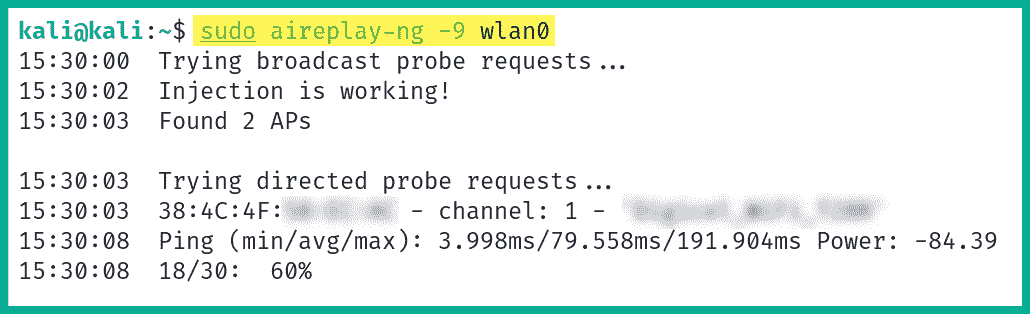 kali@kali:~$ sudo aireplay-ng -9 wlan0
15:30:00  Trying broadcast probe requests...
15:30:02  Injection is working!
15:30:03  Found 2 APs
15:30:03  Trying directed probe requests...
15:30:03  38:4C:4F: - channel: 1 -
15:30:08  Ping (min/avg/max): 3.998ms/79.558ms/191.904ms Power: -84.39
15:30:08  18/30:  60%